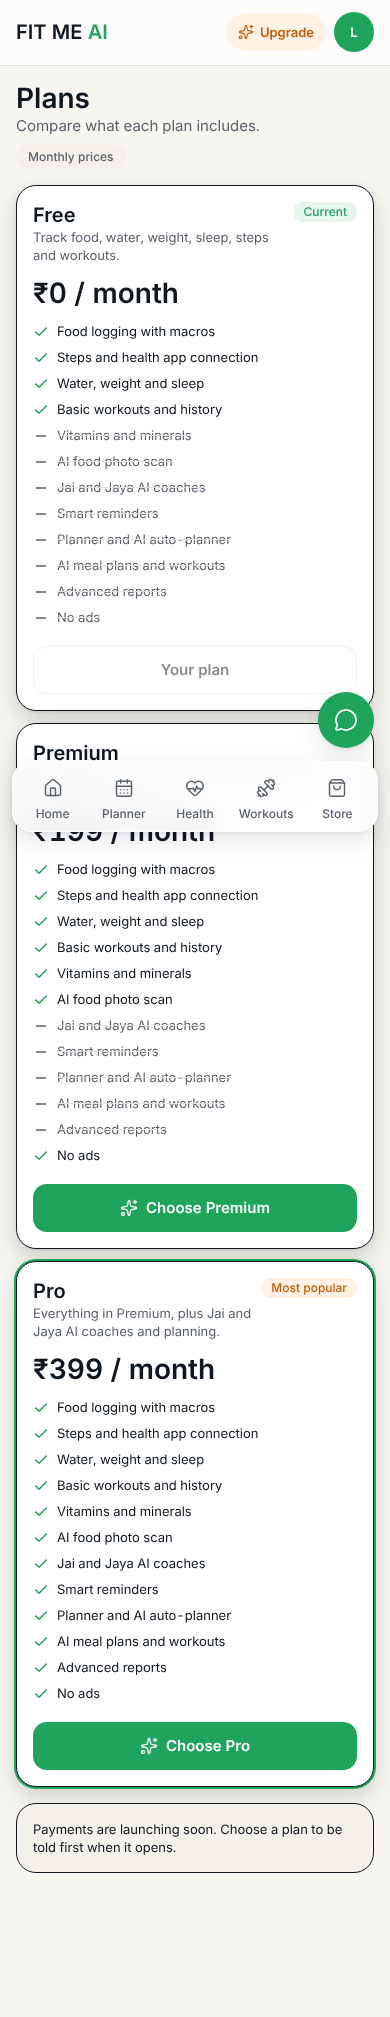 FIT ME AI
Upgrade
L
Plans
Compare what each plan includes.
Monthly prices
Free
Current
Track food, water, weight, sleep, steps
and workouts.
₹0 / month
Food logging with macros
Steps and health app connection
Water, weight and sleep
Basic workouts and history
Vitamins and minerals
AI food photo scan
Jai and Jaya AI coaches
Smart reminders
Planner and AI auto-planner
AI meal plans and workouts
Advanced reports
No ads
Your plan
Premium
Home
Planner
Health
Workouts
Store
₹199 / month
Food logging with macros
Steps and health app connection
Water, weight and sleep
Basic workouts and history
Vitamins and minerals
AI food photo scan
Jai and Jaya AI coaches
Smart reminders
Planner and AI auto-planner
AI meal plans and workouts
Advanced reports
No ads
Choose Premium
Pro
Most popular
Everything in Premium, plus Jai and
Jaya AI coaches and planning.
₹399 / month
Food logging with macros
Steps and health app connection
Water, weight and sleep
Basic workouts and history
Vitamins and minerals
AI food photo scan
Jai and Jaya AI coaches
Smart reminders
Planner and AI auto-planner
AI meal plans and workouts
Advanced reports
No ads
Choose Pro
Payments are launching soon. Choose a plan to be
told first when it opens.